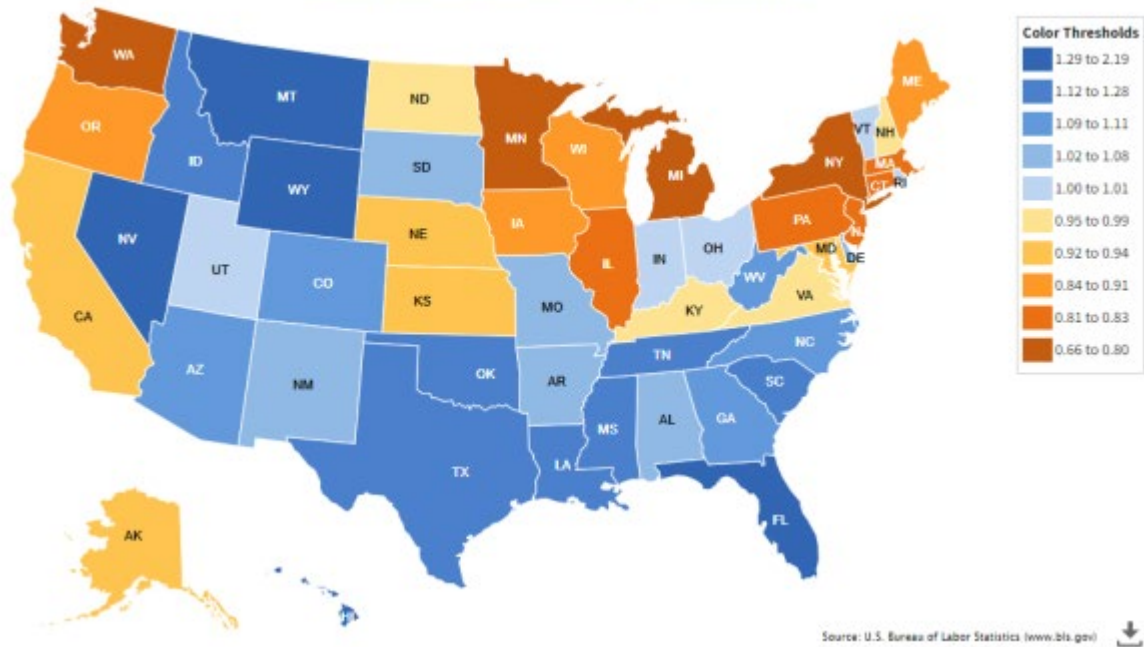 WA
MT
ND
MN
ME
OR
ID
SD
WI
VT
NH
NY
MA
CT
RI
WY
MI
IA
PA
NJ
NV
NE
UT
CO
IL
IN
OH
MD
DE
WV
VA
CA
KS
MO
KY
AZ
NM
OK
TN
NC
AR
SC
MS
AL
GA
TX
LA
FL
AK
HI
Color Thresholds
1.29 to 2.19
1.12 to 1.28
1.09 to 1.11
1.02 to 1.08
1.00 to 1.01
0.95 to 0.99
0.92 to 0.94
0.84 to 0.91
0.81 to 0.83
0.66 to 0.80
Source: U.S. Bureau of Labor Statistics (www.bls.gov)